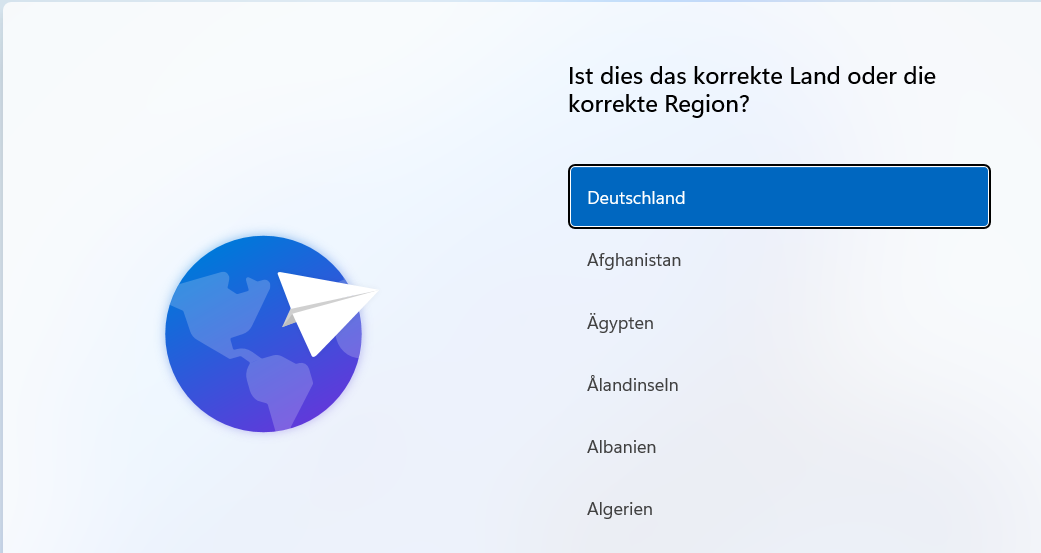 Ist dies das korrekte Land oder die
korrekte Region?
Deutschland
Afghanistan
Ägypten
Ålandinseln
Albanien
Algerien